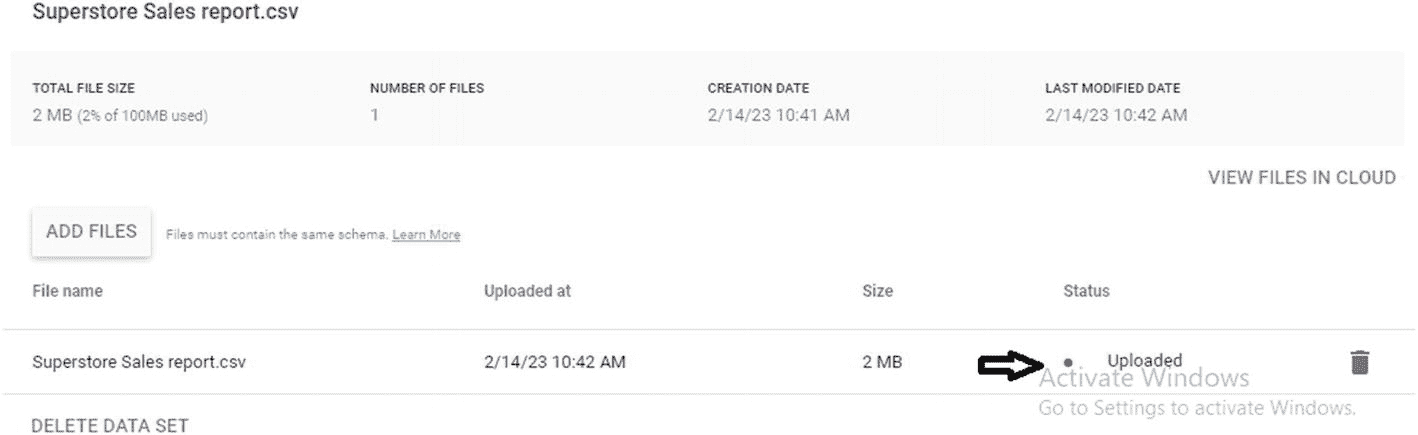 Superstore Sales report.csv
TOTAL FILE SIZE NUMBER OF FILES CREATION DATE LAST MODIFIED DATE
2 MB (2% of 100MB used) 1 2/14/23 10:41 AM 2/14/23 10:42 AM
VIEW FILES IN CLOUD
ADD FILES Files must contain the same schema. Learn More
File name Uploaded at Size Status
Superstore Sales report.csv 2/14/23 10:42 AM 2 MB Uploaded
Activate Windows
Go to Settings to activate Windows.
DELETE DATA SET